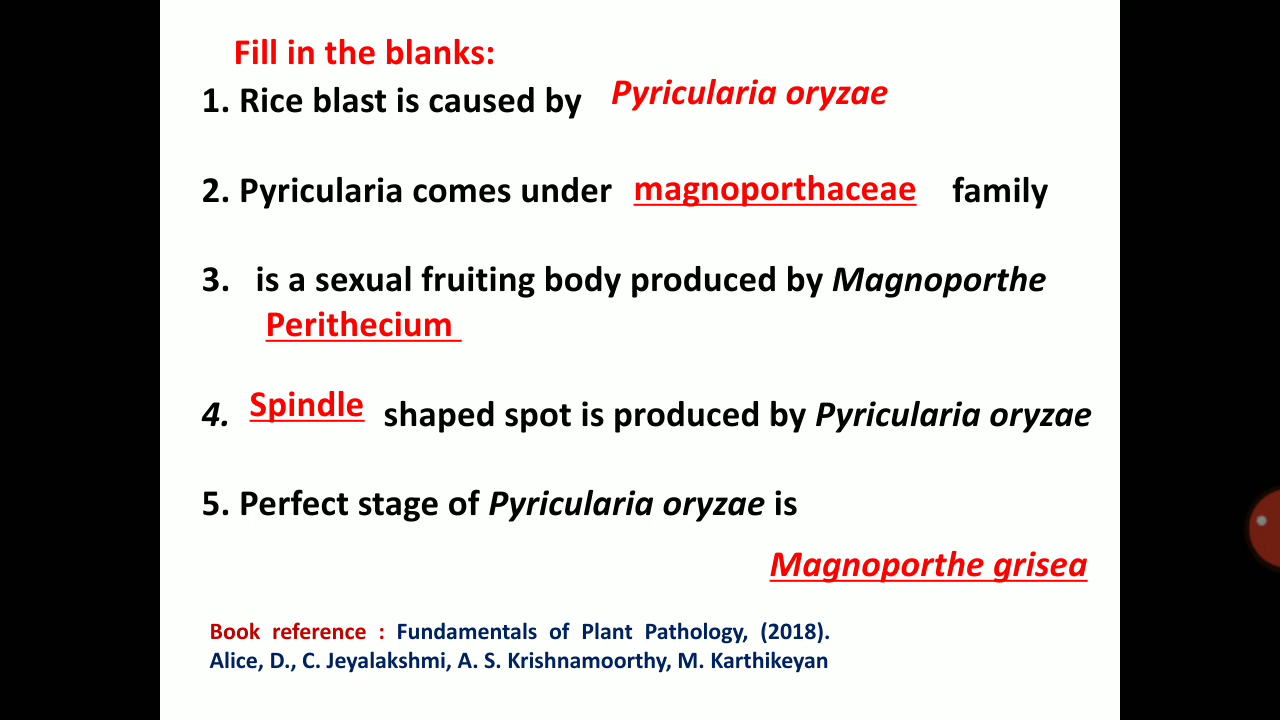 Fill in the blanks:
1. Rice blast is caused by Pyricularia oryzae
2. Pyricularia comes under magnoporthaceae family
3. is a sexual fruiting body produced by Magnoporthe
Perithecium
4. Spindle shaped spot is produced by Pyricularia oryzae
5. Perfect stage of Pyricularia oryzae is
Magnoporthe grisea
Book reference : Fundamentals of Plant Pathology, (2018).
Alice, D., C. Jeyalakshmi, A. S. Krishnamoorthy, M. Karthikeyan